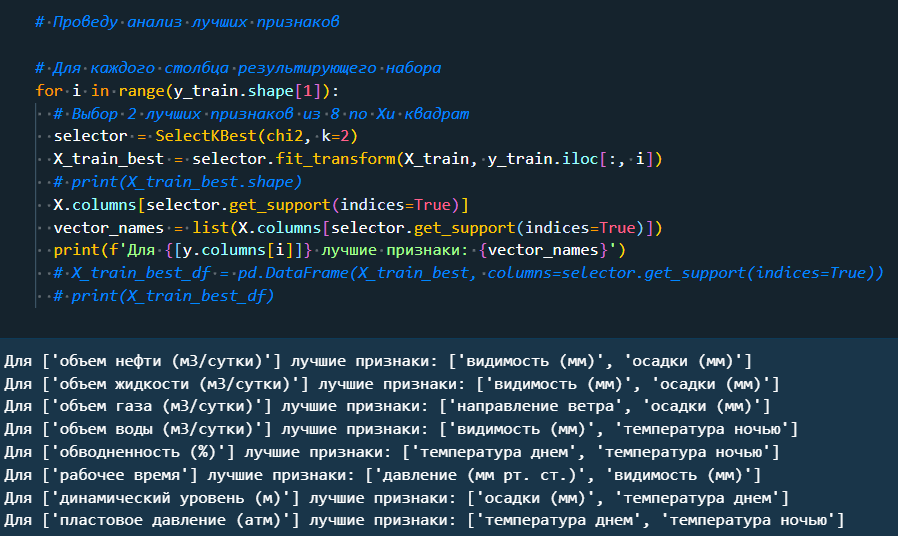 # Проведу анализ лучших признаков
# Для каждого столбца результирующего набора
for i in range(y_train.shape[1]):
# Выбор 2 лучших признаков из 8 по Хи квадрат
selector = SelectKBest(chi2, k=2)
X_train_best = selector.fit_transform(X_train, y_train.iloc[:, i])
# print(X_train_best.shape)
X.columns[selector.get_support(indices=True)]
vector_names = list(X.columns[selector.get_support(indices=True)])
print(f'Для {[y.columns[i]]} лучшие признаки: {vector_names}')
# X_train_best_df = pd.DataFrame(X_train_best, columns=selector.get_support(indices=True))
# print(X_train_best_df)
Для ['объем нефти (м3/сутки)'] лучшие признаки: ['видимость (мм)', 'осадки (мм)']
Для ['объем жидкости (м3/сутки)'] лучшие признаки: ['видимость (мм)', 'осадки (мм)']
Для ['объем газа (м3/сутки)'] лучшие признаки: ['направление ветра', 'осадки (мм)']
Для ['объем воды (м3/сутки)'] лучшие признаки: ['видимость (мм)', 'температура ночью']
Для ['обводненность (%)'] лучшие признаки: ['температура днем', 'температура ночью']
Для ['рабочее время'] лучшие признаки: ['давление (мм рт. ст.)', 'видимость (мм)']
Для ['динамический уровень (м)'] лучшие признаки: ['осадки (мм)', 'температура днем']
Для ['пластовое давление (атм)'] лучшие признаки: ['температура днем', 'температура ночью']